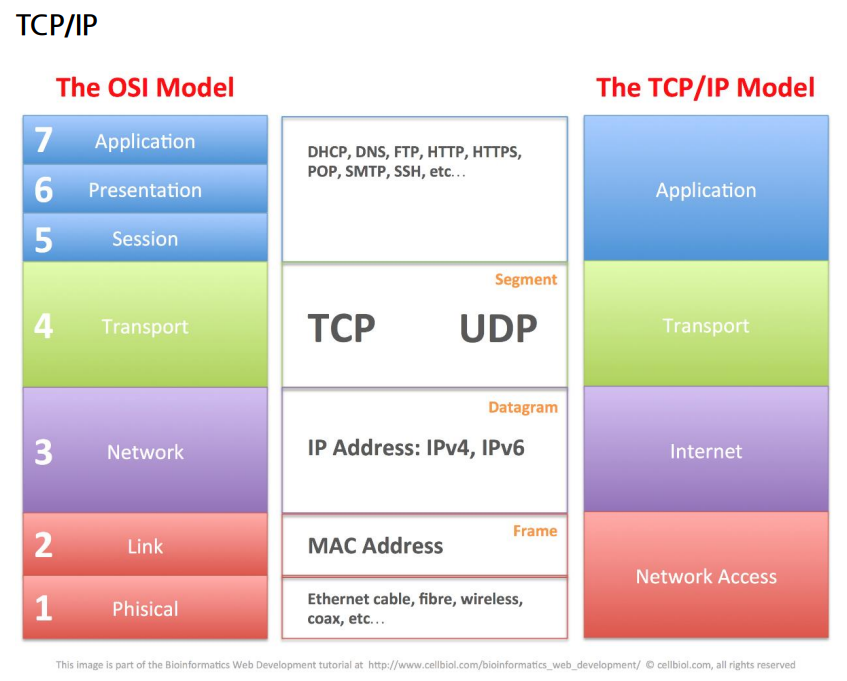 TCP/IP
The OSI Model
The TCP/IP Model
7 Application
6 Presentation
5 Session
DHCP, DNS, FTP, HTTP, HTTPS,
POP, SMTP, SSH, etc...
Application
4 Transport
Segment
TCP UDP
Transport
3 Network
Datagram
IP Address: IPv4, IPv6
Internet
2 Link
Frame
MAC Address
1 Phisical
Ethernet cable, fibre, wireless,
coax, etc...
Network Access
This image is part of the Bioinformatics Web Development tutorial at http://www.cellbiol.com/bioinformatics_web_development/ © cellbiol.com, all rights reserved